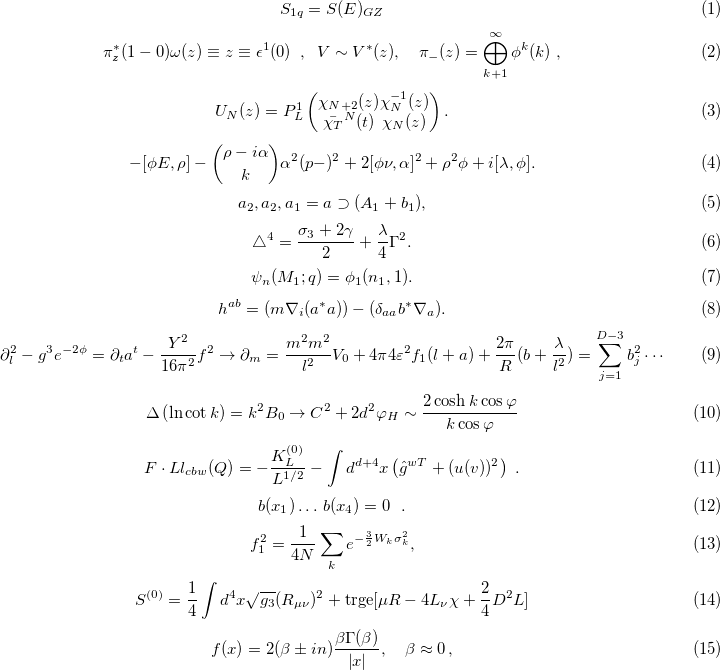 S_{1q} = S(E)_{GZ} (1)
\pi_z^*(1-0)\omega(z) \equiv z \equiv \epsilon^1(0) , V \sim V^*(z), \pi_-(z) = \bigoplus_{k+1}^{\infty} \phi^k(k) , (2)
U_N(z) = P_L^1 \begin{pmatrix} \chi_{N+2}(z)\chi_N^{-1}(z) \\ \bar{\chi_T}^N(t) \ \chi_N(z) \end{pmatrix} . (3)
-[\phi E, \rho] - \binom{\rho - i\alpha}{k} \alpha^2(p-)^2 + 2[\phi\nu, \alpha]^2 + \rho^2\phi + i[\lambda, \phi]. (4)
a_2, a_2, a_1 = a \supset (A_1 + b_1), (5)
\triangle^4 = \frac{\sigma_3 + 2\gamma}{2} + \frac{\lambda}{4}\Gamma^2. (6)
\psi_n(M_1; q) = \phi_1(n_1, 1). (7)
h^{ab} = (m\nabla_i(a^*a)) - (\delta_{aa}b^*\nabla_a). (8)
\partial_l^2 - g^3 e^{-2\phi} = \partial_t a^t - \frac{Y^2}{16\pi^2} f^2 \to \partial_m = \frac{m^2 m^2}{l^2} V_0 + 4\pi 4\varepsilon^2 f_1(l+a) + \frac{2\pi}{R}(b + \frac{\lambda}{l^2}) = \sum_{j=1}^{D-3} b_j^2 \cdots (9)
\Delta(\ln\cot k) = k^2 B_0 \to C^2 + 2d^2\varphi_H \sim \frac{2\cosh k\cos\varphi}{k\cos\varphi} (10)
F \cdot Ll_{cbw}(Q) = -\frac{K_L^{(0)}}{L^{1/2}} - \int d^{d+4}x \left( \hat{g}^{wT} + (u(v))^2 \right) . (11)
b(x_1) \ldots b(x_4) = 0 . (12)
f_1^2 = \frac{1}{4N} \sum_k e^{-\frac{3}{2}W_k\sigma_k^2}, (13)
S^{(0)} = \frac{1}{4} \int d^4x \sqrt{g_3}(R_{\mu\nu})^2 + \text{trge}[\mu R - 4L_\nu\chi + \frac{2}{4}D^2L] (14)
f(x) = 2(\beta \pm in)\frac{\beta\Gamma(\beta)}{|x|}, \beta \approx 0, (15)